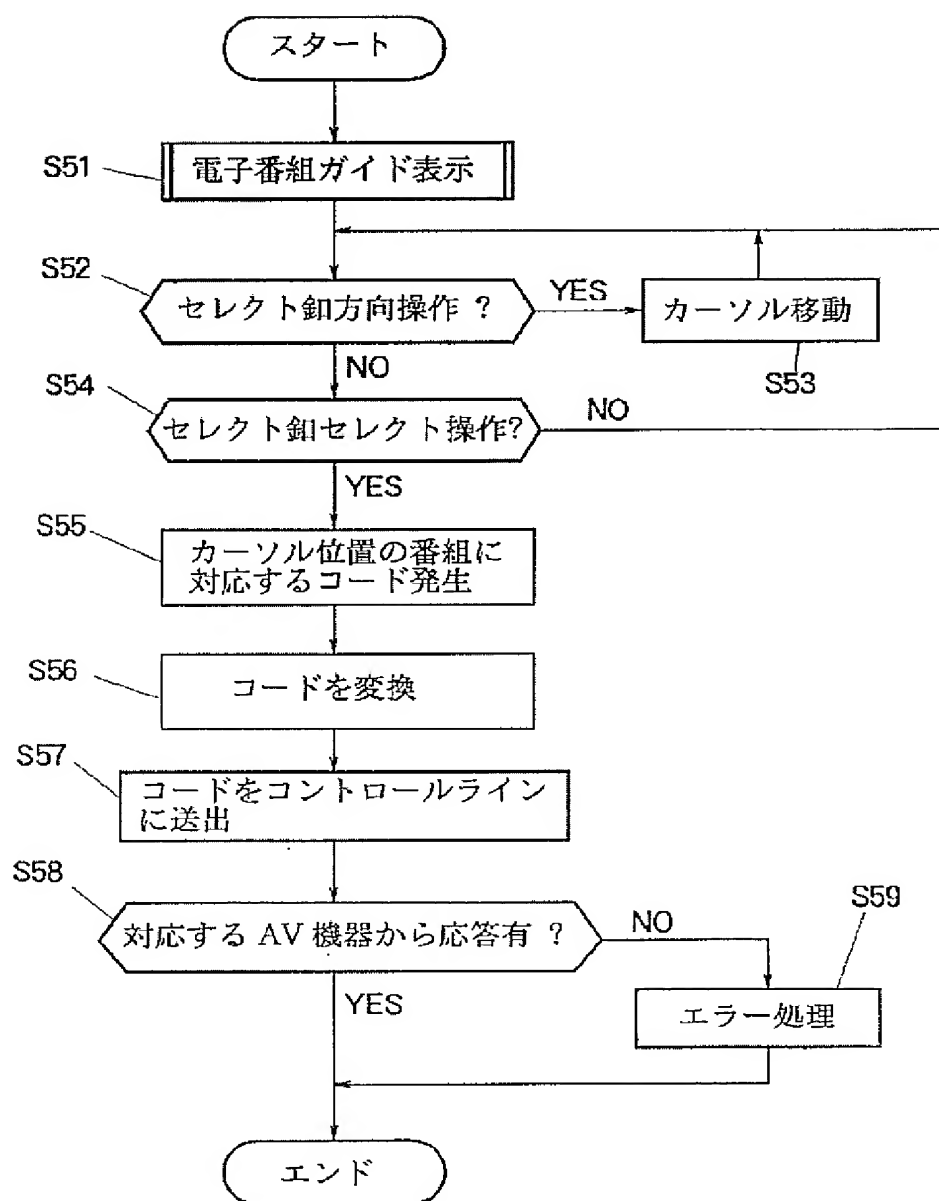 スタート
S51
電子番組ガイド表示
S52
セレクト釦方向操作 ?
YES
カーソル移動
S53
NO
S54
セレクト釦セレクト操作?
NO
YES
S55
カーソル位置の番組に
対応するコード発生
S56
コードを変換
S57
コードをコントロールライン
に送出
S58
対応する AV 機器から応答有 ?
NO
S59
YES
エラー処理
エンド